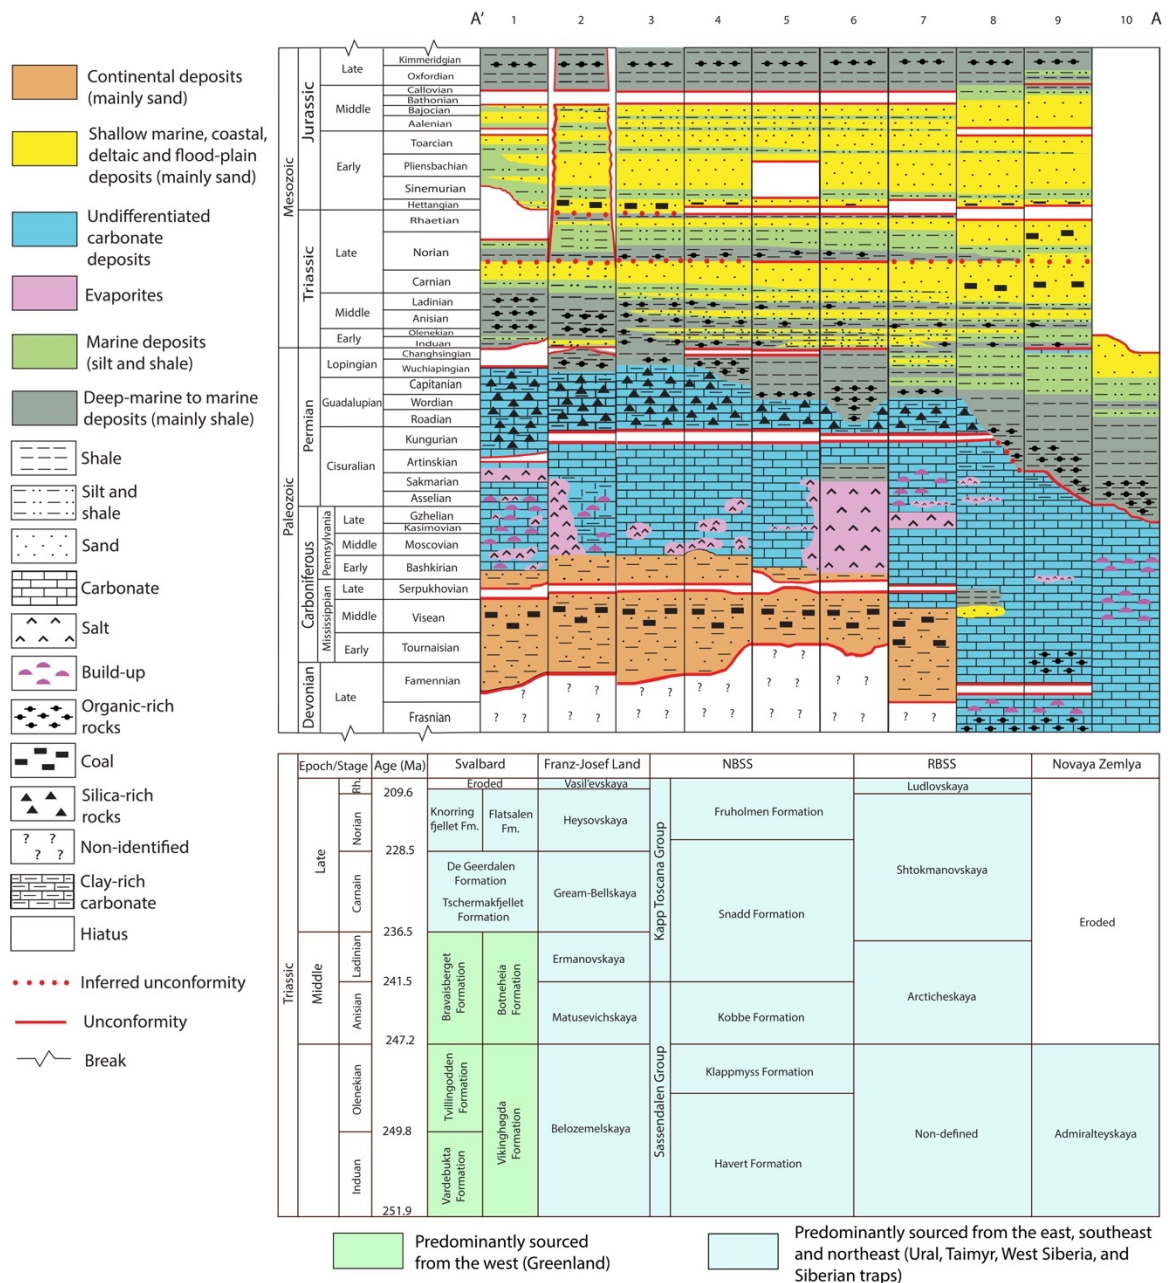 A'
1
2
3
4
5
6
7
8
9
10
A
Continental deposits
(mainly sand)
Shallow marine, coastal,
deltaic and flood-plain
deposits (mainly sand)
Undifferentiated
carbonate
deposits
Evaporites
Marine deposits
(silt and shale)
Deep-marine to marine
deposits (mainly shale)
Shale
Silt and
shale
Sand
Carbonate
Salt
Build-up
Organic-rich
rocks
Coal
Silica-rich
rocks
Non-identified
Clay-rich
carbonate
Hiatus
Inferred unconformity
Unconformity
Break
Mesozoic
Paleozoic
Jurassic
Triassic
Permian
Carboniferous
Devonian
Late
Middle
Early
Late
Middle
Early
Lopingian
Guadalupian
Cisuralian
Pennsylvania
Mississippian
Late
Middle
Early
Late
Middle
Early
Late
Kimmeridgian
Oxfordian
Callovian
Bathonian
Bajocian
Aalenian
Toarcian
Pliensbachian
Sinemurian
Hettangian
Rhaetian
Norian
Carnian
Ladinian
Anisian
Olenekian
Induan
Changhsingian
Wuchiapingian
Capitanian
Wordian
Roadian
Kungurian
Artinskian
Sakmarian
Asselian
Gzhelian
Kasimovian
Moscovian
Bashkirian
Serpukhovian
Visean
Tournaisian
Famennian
Frasnian
? ?
? ?
? ?
? ?
? ?
? ?
? ?
? ?
? ?
? ?
? ?
? ?
? ?
?
Epoch/Stage
Age (Ma)
Svalbard
Franz-Josef Land
NBSS
RBSS
Novaya Zemlya
Triassic
Late
Middle
Rh.
Norian
Carnain
Ladinian
Anisian
Olenekian
Induan
209.6
228.5
236.5
241.5
247.2
249.8
251.9
Eroded
Knorring
fjellet Fm.
Flatsalen
Fm.
De Geerdalen
Formation
Tschermakfjellet
Formation
Bravaisberget
Formation
Botneheia
Formation
Tvillingodden
Formation
Vikinghøgda
Formation
Vardebukta
Formation
Vasil'evskaya
Heysovskaya
Gream-Bellskaya
Ermanovskaya
Matusevichskaya
Belozemelskaya
Kapp Toscana Group
Sassendalen Group
Fruholmen Formation
Snadd Formation
Kobbe Formation
Klappmyss Formation
Havert Formation
Ludlovskaya
Shtokmanovskaya
Arcticheskaya
Non-defined
Eroded
Admiralteyskaya
Predominantly sourced
from the west (Greenland)
Predominantly sourced from the east, southeast
and northeast (Ural, Taimyr, West Siberia, and
Siberian traps)